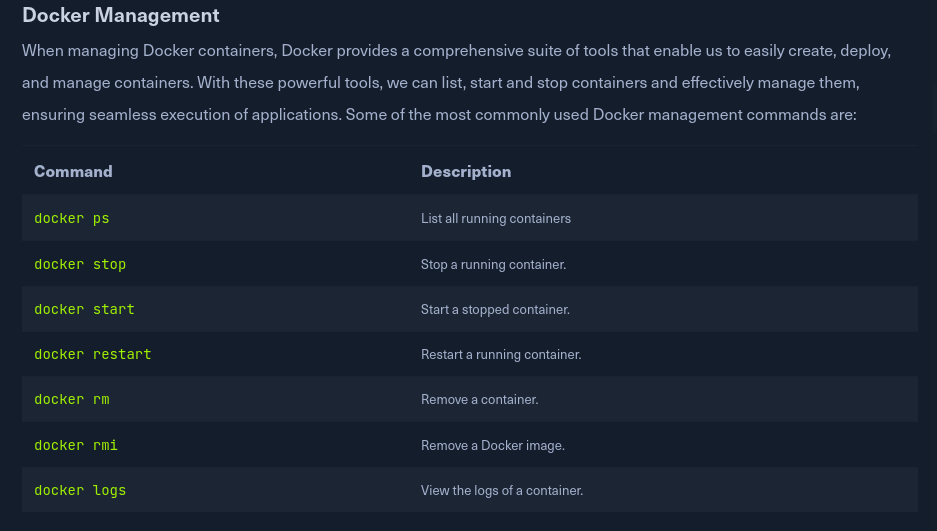 Docker Management
When managing Docker containers, Docker provides a comprehensive suite of tools that enable us to easily create, deploy,
and manage containers. With these powerful tools, we can list, start and stop containers and effectively manage them,
ensuring seamless execution of applications. Some of the most commonly used Docker management commands are:
Command Description
docker ps List all running containers
docker stop Stop a running container.
docker start Start a stopped container.
docker restart Restart a running container.
docker rm Remove a container.
docker rmi Remove a Docker image.
docker logs View the logs of a container.